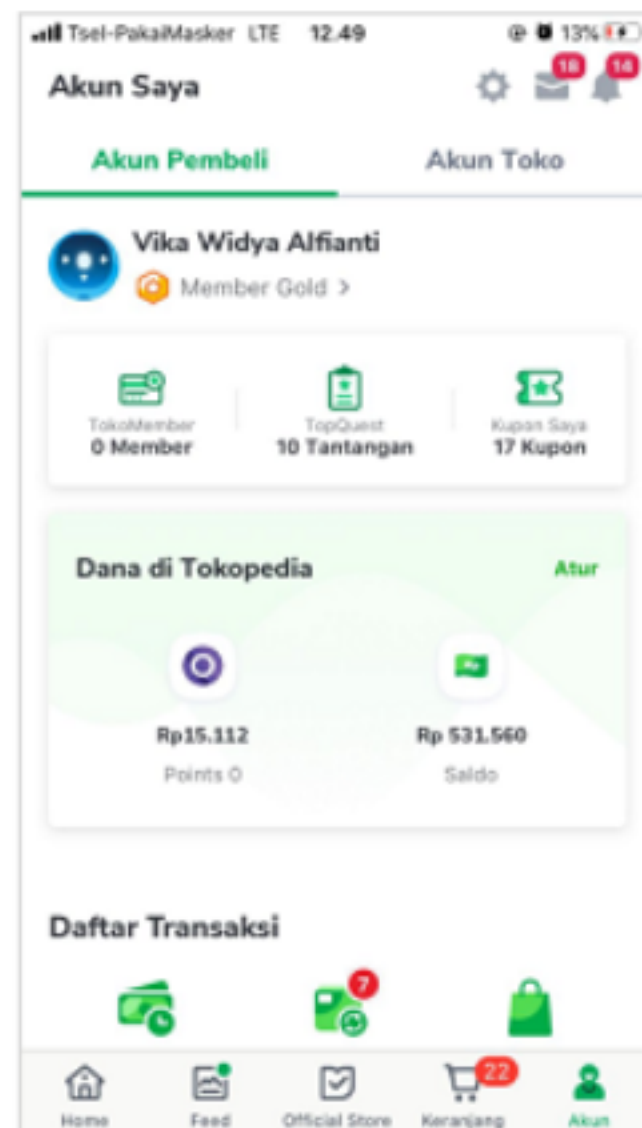 Tsel-PakaiMasker LTE 12.49 13%
Akun Saya 18 14
Akun Pembeli Akun Toko
Vika Widya Alfianti
Member Gold >
TokoMember TopQuest Kupon Saya
0 Member 10 Tantangan 17 Kupon
Dana di Tokopedia Atur
Rp15.112 Rp 531.560
Points 0 Saldo
Daftar Transaksi
7
22
Home Feed Official Store Keranjang Akun